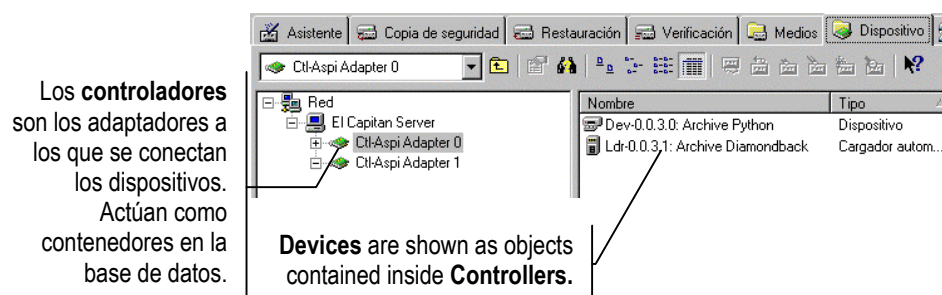 Asistente Copia de seguridad Restauración Verificación Medios Dispositivo
Ctl-Aspi Adapter 0
Los controladores
son los adaptadores a
los que se conectan
los dispositivos.
Actúan como
contenedores en la
base de datos.
Red
El Capitan Server
Ctl-Aspi Adapter 0
Ctl-Aspi Adapter 1
Nombre Tipo
Dev-0.0.3.0: Archive Python Dispositivo
Ldr-0.0.3.1: Archive Diamondback Cargador autom...
Devices are shown as objects
contained inside Controllers.